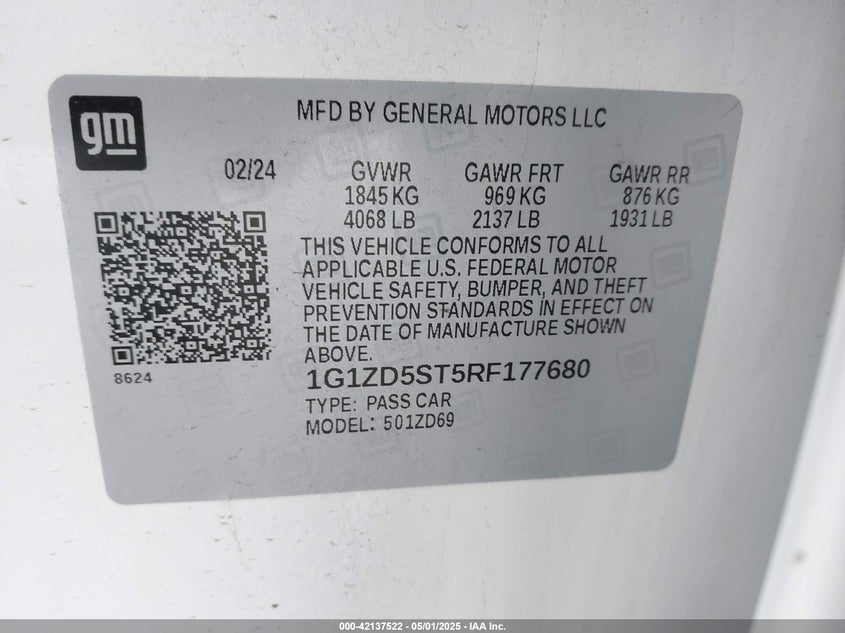 gm
MFD BY GENERAL MOTORS LLC
02/24 GVWR GAWR FRT GAWR RR
1845 KG 969 KG 876 KG
4068 LB 2137 LB 1931 LB
THIS VEHICLE CONFORMS TO ALL
APPLICABLE U.S. FEDERAL MOTOR
VEHICLE SAFETY, BUMPER, AND THEFT
PREVENTION STANDARDS IN EFFECT ON
THE DATE OF MANUFACTURE SHOWN
ABOVE.
8624
1G1ZD5ST5RF177680
TYPE: PASS CAR
MODEL: 501ZD69
000-42137522 - 05/01/2025 - IAA Inc.